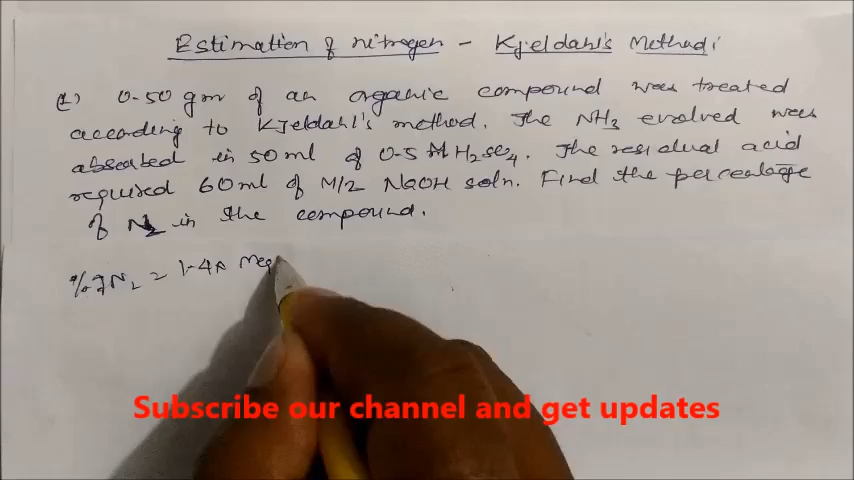 Estimation of nitrogen - Kjeldahl's Method:
Q) 0.50 gm of an organic compound was treated
according to Kjeldahl's method. The NH3 evolved was
absorbed in 50ml of 0.5 M H2SO4. The residual acid
required 60ml of M/2 NaOH soln. Find the percentage
of N2 in the compound.
% of N2 = 1.4 x Meq
Subscribe our channel and get updates